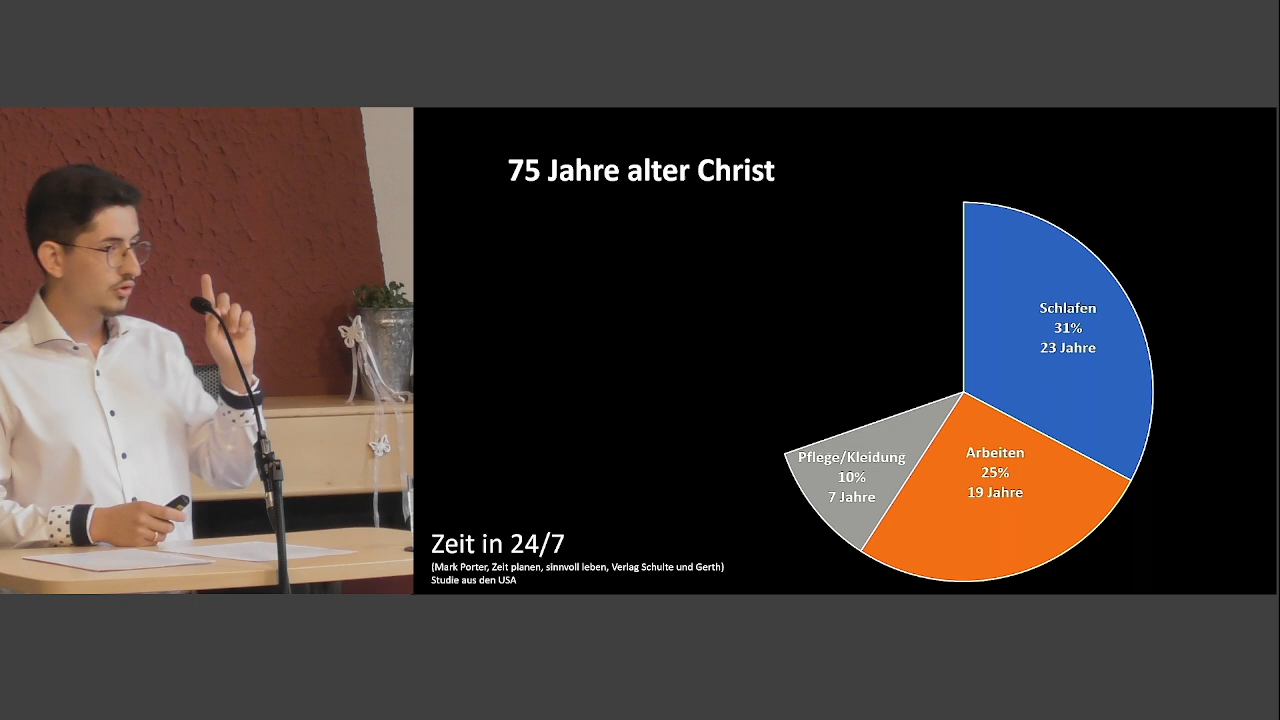 75 Jahre alter Christ
Schlafen
31%
23 Jahre
Arbeiten
25%
19 Jahre
Pflege/Kleidung
10%
7 Jahre
Zeit in 24/7
(Mark Porter, Zeit planen, sinnvoll leben, Verlag Schulte und Gerth)
Studie aus den USA